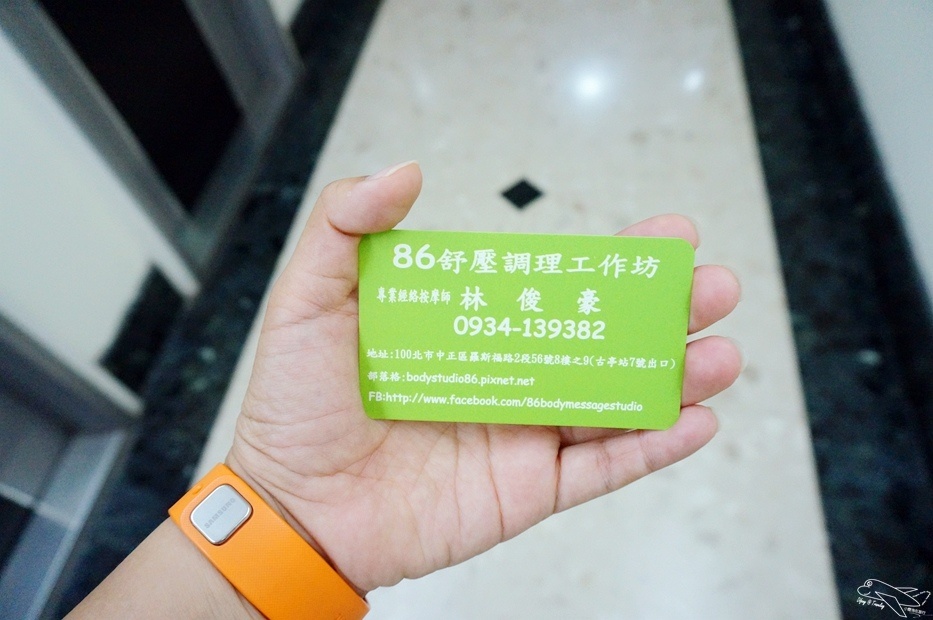 86舒壓調理工作坊
專業經絡按摩師 林 俊 豪
0934-139382
地址:100北市中正區羅斯福路2段56號8樓之9(古亭站7號出口)
部落格:bodystudio86.pixnet.net
FB:http://www.facebook.com/86bodymessagestudio
SAMSUNG